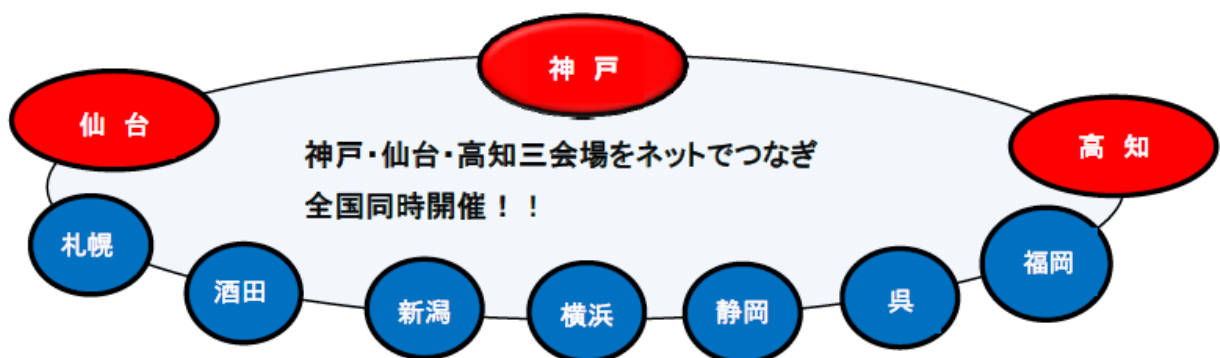 神 戸
仙 台
高 知
神戸・仙台・高知三会場をネットでつなぎ
全国同時開催！！
札幌
酒田
新潟
横浜
静岡
呉
福岡